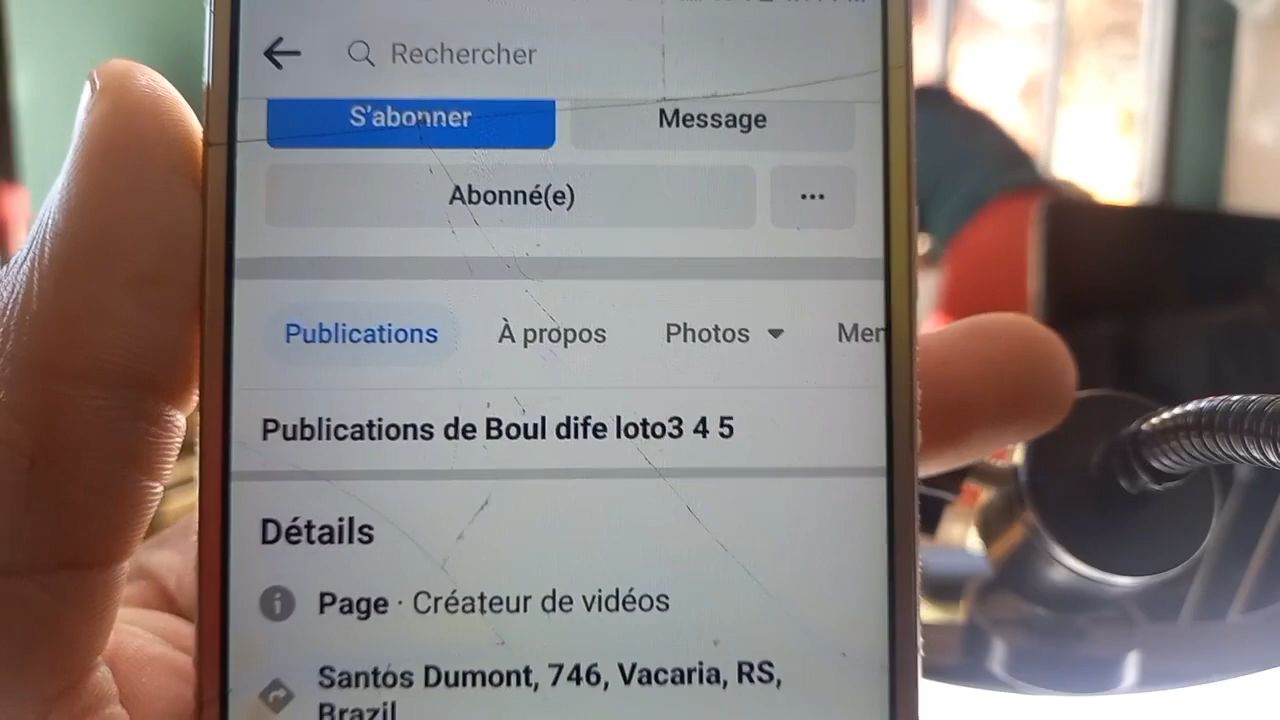 Rechercher
S'abonner
Message
Abonné(e)
Publications
À propos
Photos
Publications de Boul dife loto3 4 5
Détails
Page · Créateur de vidéos
Santos Dumont, 746, Vacaria, RS,
Brazil